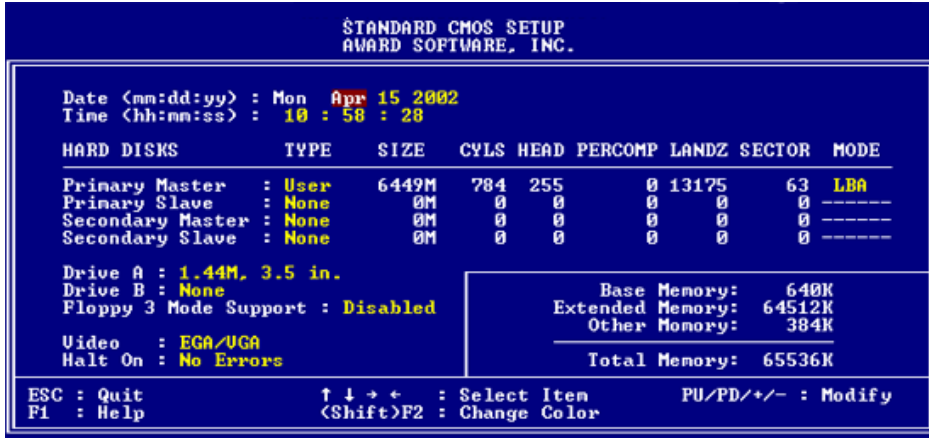 STANDARD CMOS SETUP
AWARD SOFTWARE, INC.
Date (mm:dd:yy) : Mon Apr 15 2002
Time (hh:mm:ss) : 10 : 58 : 28
HARD DISKS TYPE SIZE CYLS HEAD PERCOMP LANDZ SECTOR MODE
Primary Master : User 6449M 784 255 0 13175 63 LBA
Primary Slave : None 0M 0 0 0 0 0 ------
Secondary Master : None 0M 0 0 0 0 0 ------
Secondary Slave : None 0M 0 0 0 0 0 ------
Drive A : 1.44M, 3.5 in.
Drive B : None
Floppy 3 Mode Support : Disabled
Video : EGA/VGA
Halt On : No Errors
Base Memory: 640K
Extended Memory: 64512K
Other Momory: 384K
Total Memory: 65536K
ESC : Quit ↑ ↓ → ← : Select Iten PU/PD/+/- : Modify
F1 : Help (Shift)F2 : Change Color